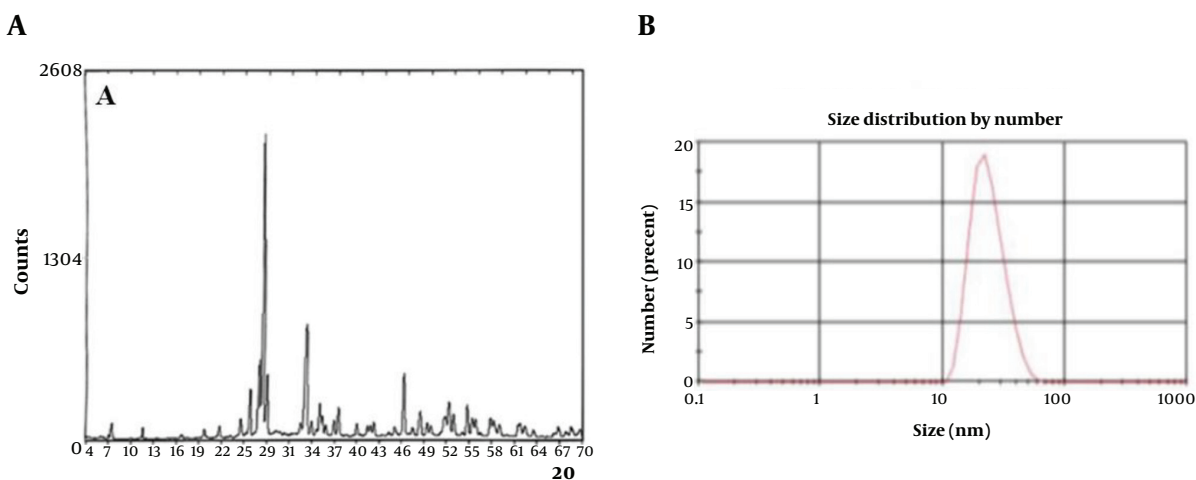 A
B
2608
A
Counts
1304
0
4 7 10 13 16 19 22 25 29 31 34 37 40 43 46 49 52 55 58 61 64 67 70
20
Size distribution by number
Number (precent)
20
15
10
5
0
0.1 1 10 100 1000
Size (nm)